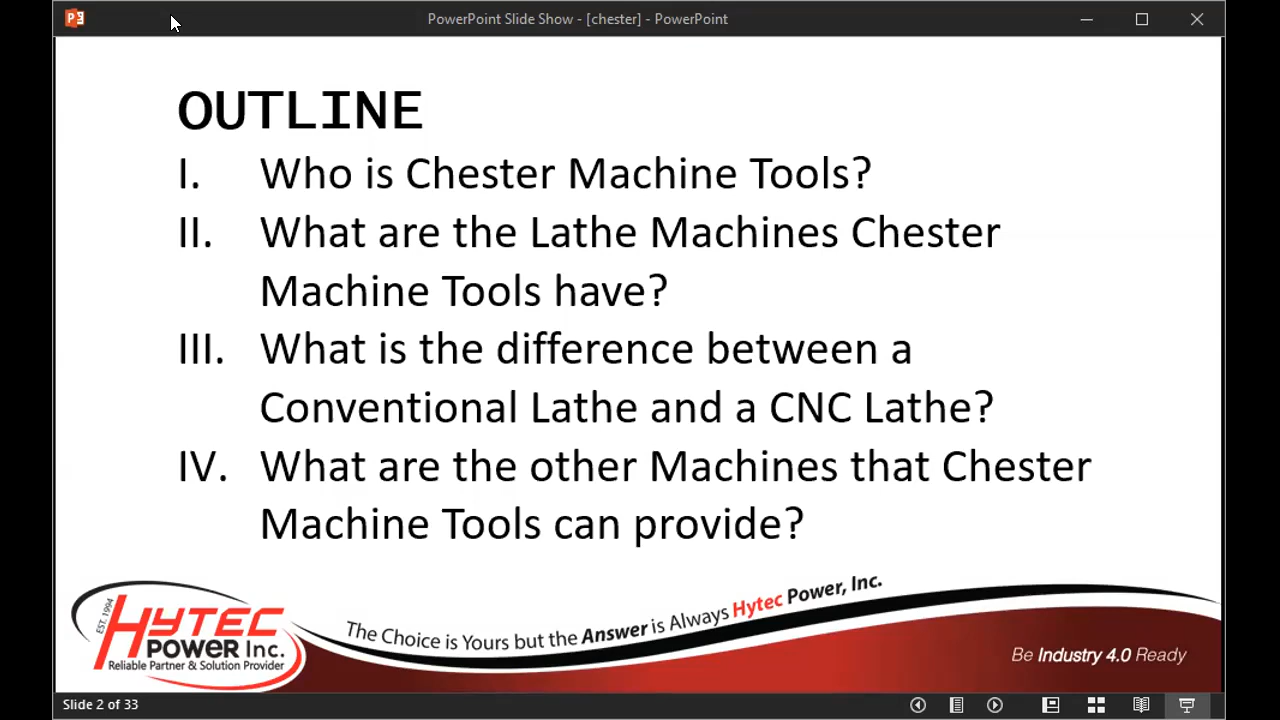 PowerPoint Slide Show - [chester] - PowerPoint
OUTLINE
I. Who is Chester Machine Tools?
II. What are the Lathe Machines Chester
Machine Tools have?
III. What is the difference between a
Conventional Lathe and a CNC Lathe?
IV. What are the other Machines that Chester
Machine Tools can provide?
EST. 1994
HYTEC
POWER Inc.
Reliable Partner & Solution Provider
The Choice is Yours but the Answer is Always Hytec Power, Inc.
Be Industry 4.0 Ready
Slide 2 of 33